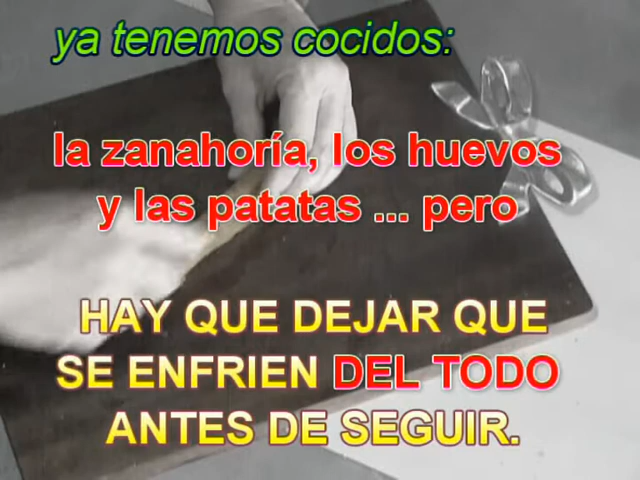 ya tenemos cocidos:
la zanahoría, los huevos
y las patatas ... pero
HAY QUE DEJAR QUE
SE ENFRIEN DEL TODO
ANTES DE SEGUIR.